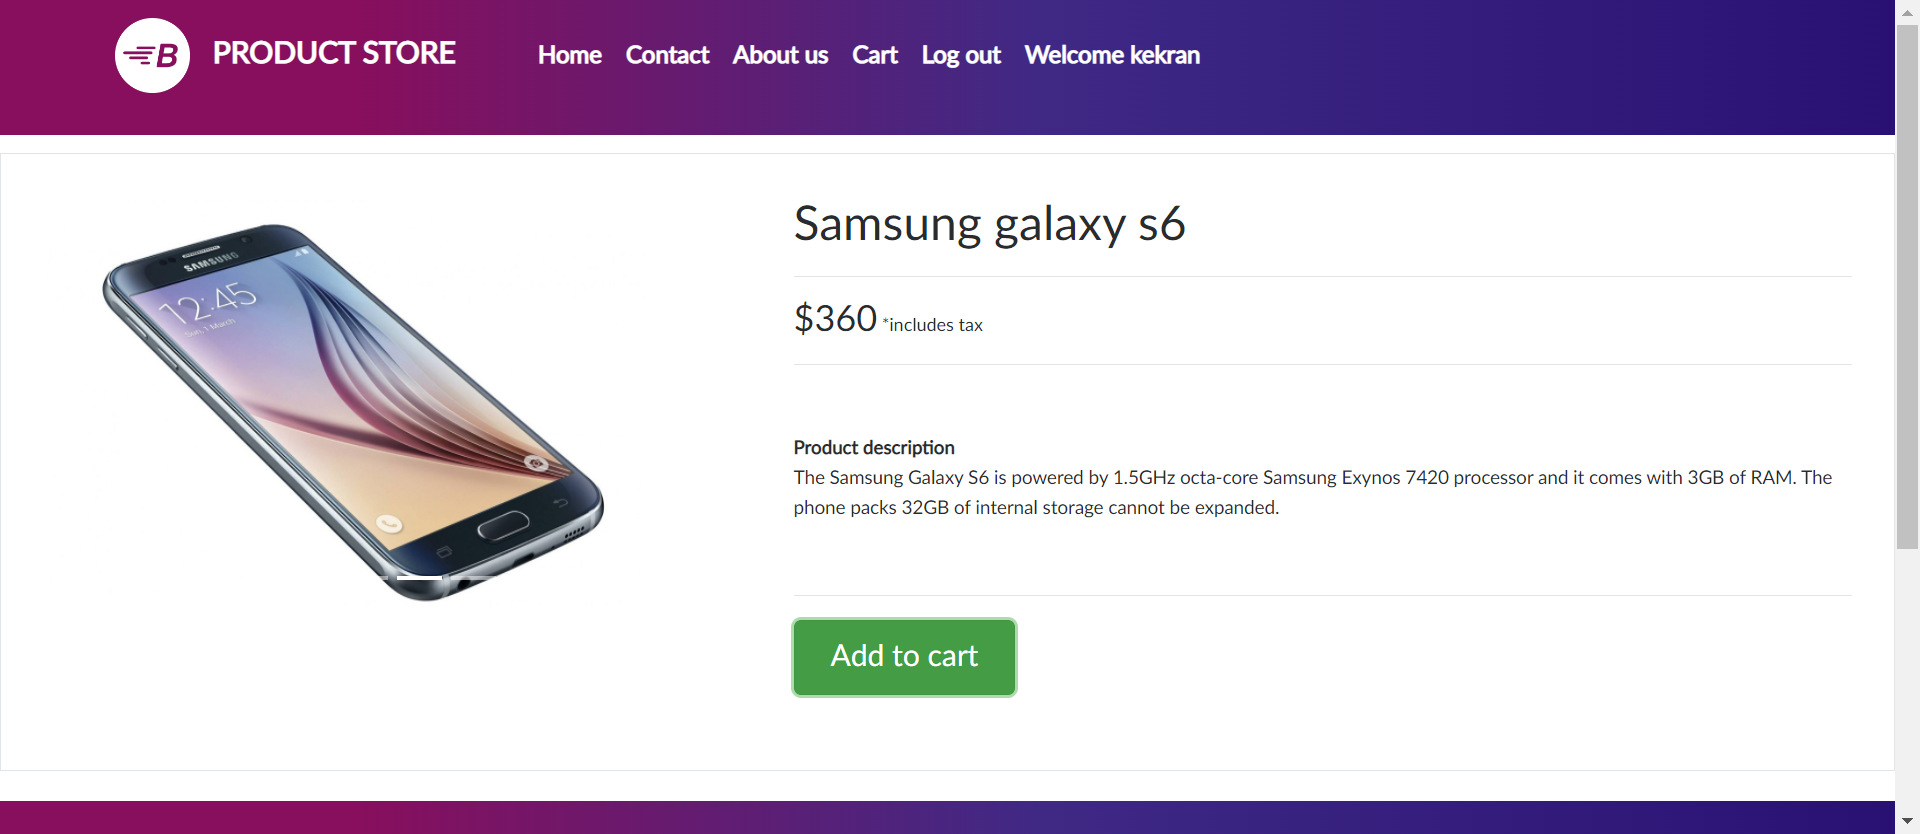 B
PRODUCT STORE
Home Contact About us Cart Log out Welcome kekran
Samsung galaxy s6
$360 *includes tax
SAMSUNG
12:45
Sun, 1 March
Product description
The Samsung Galaxy S6 is powered by 1.5GHz octa-core Samsung Exynos 7420 processor and it comes with 3GB of RAM. The
phone packs 32GB of internal storage cannot be expanded.
Add to cart